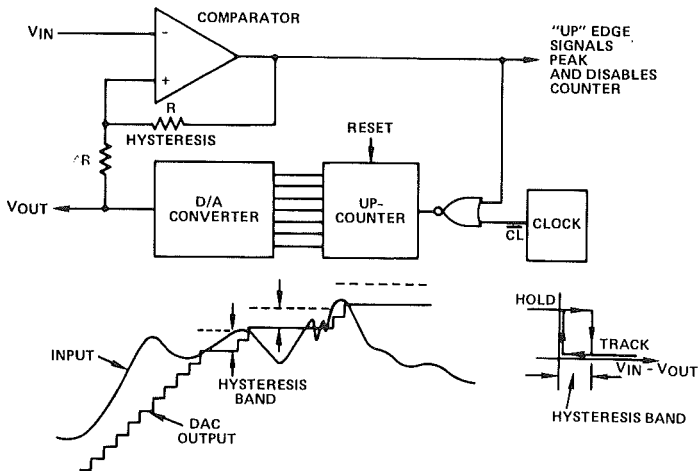 COMPARATOR
VIN
-
+
"UP" EDGE
SIGNALS
PEAK
AND DISABLES
COUNTER
R
HYSTERESIS
R
RESET
VOUT
D/A
CONVERTER
UP-
COUNTER
CL
CLOCK
INPUT
HYSTERESIS
BAND
DAC
OUTPUT
HOLD
TRACK
VIN - VOUT
HYSTERESIS BAND